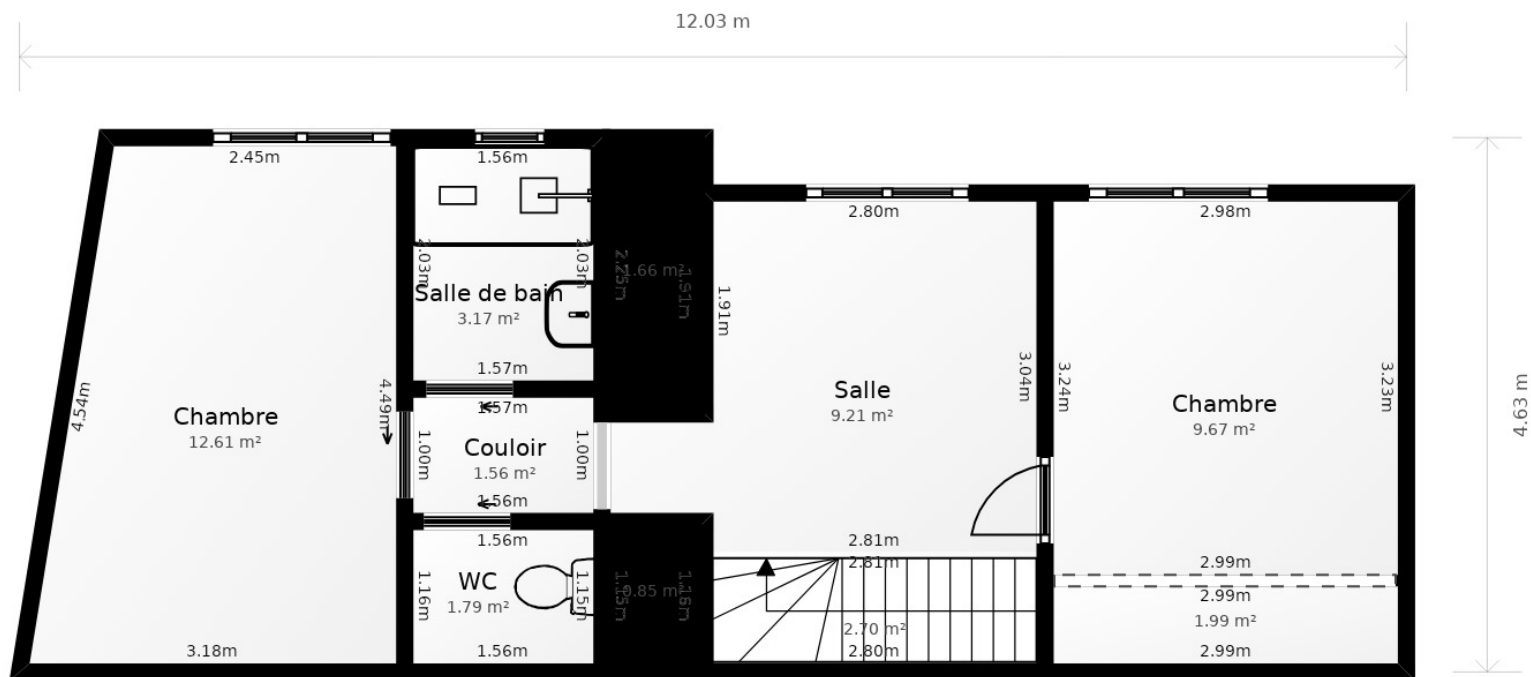 12.03 m
4.63 m
2.45m
4.54m
Chambre
12.61 m²
4.49m
3.18m
1.56m
2.03m
2.03m
Salle de bain
3.17 m²
1.57m
2.25m
1.66 m²
1.91m
1.57m
1.00m
Couloir
1.56 m²
1.00m
1.56m
1.56m
1.16m
WC
1.79 m²
1.15m
1.56m
1.15m
0.85 m²
1.16m
2.80m
1.91m
Salle
9.21 m²
3.04m
2.81m
2.81m
2.70 m²
2.80m
2.98m
3.24m
Chambre
9.67 m²
3.23m
2.99m
2.99m
1.99 m²
2.99m